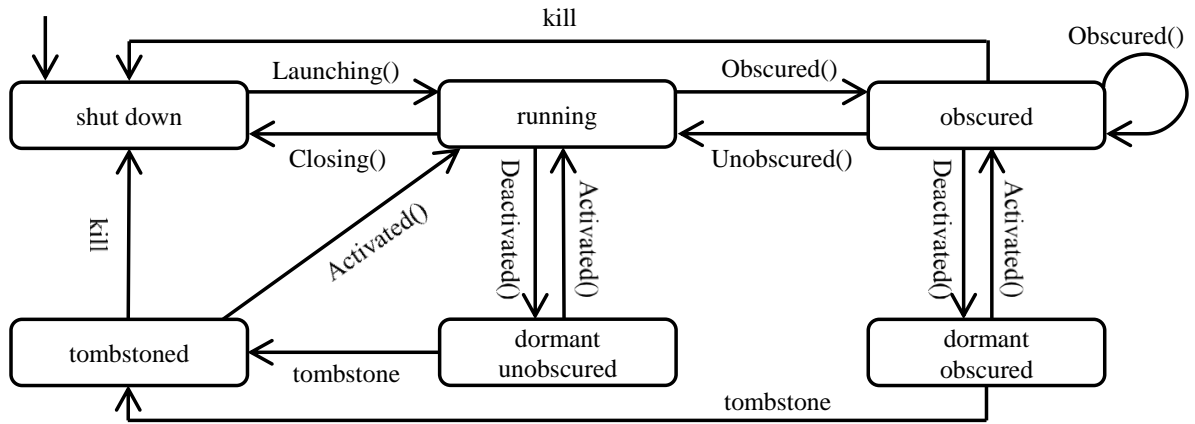 kill
Obscured()
Launching()
Obscured()
shut down
running
obscured
Closing()
Unobscured()
kill
Activated()
Deactivated()
Activated()
Deactivated()
Activated()
tombstoned
dormant
unobscured
dormant
obscured
tombstone
tombstone